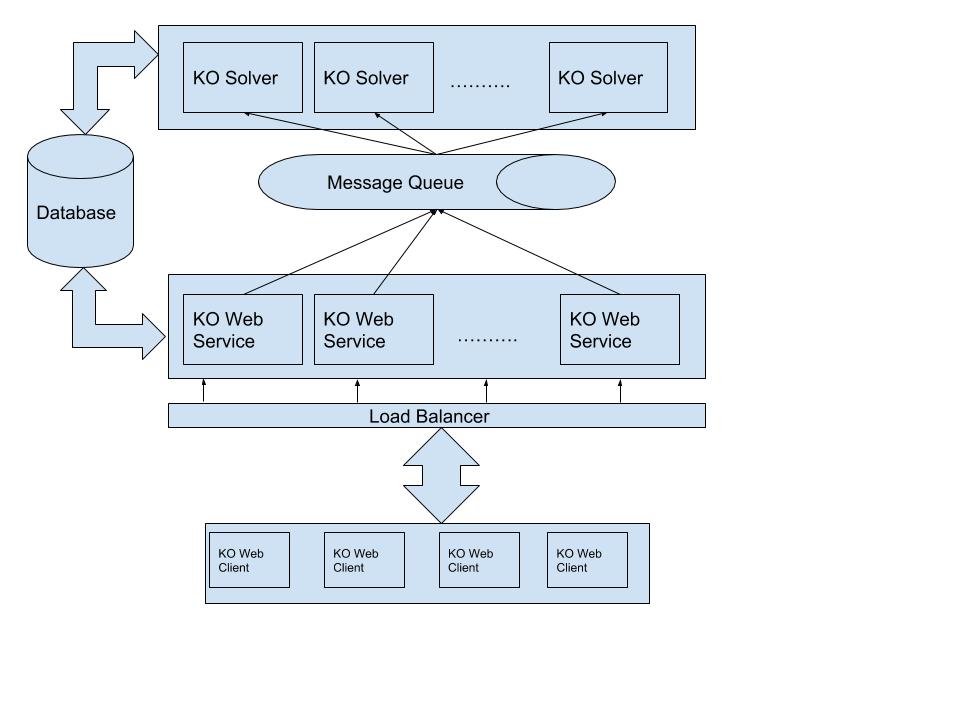 KO Solver
KO Solver
..........
KO Solver
Message Queue
Database
KO Web
Service
KO Web
Service
..........
KO Web
Service
Load Balancer
KO Web
Client
KO Web
Client
KO Web
Client
KO Web
Client